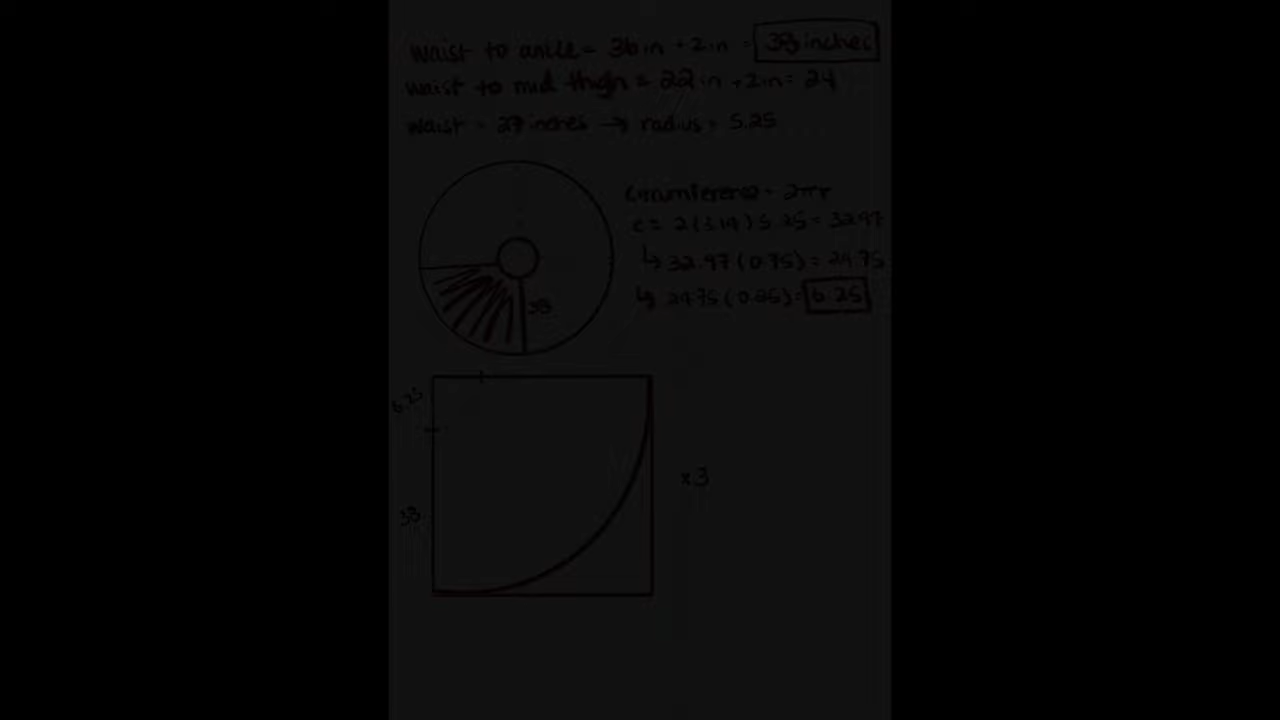 Waist to ankle = 36 in + 2 in = 38 inches
waist to mid thigh = 22 in + 2 in = 24
waist = 27 inches → radius = 5.25
Circumference = 2πr
C = 2(3.14)5.25 = 32.97
↳ 32.97(0.75) = 24.75
↳ 24.75(0.25) = 6.25
38
6.25
38
x3